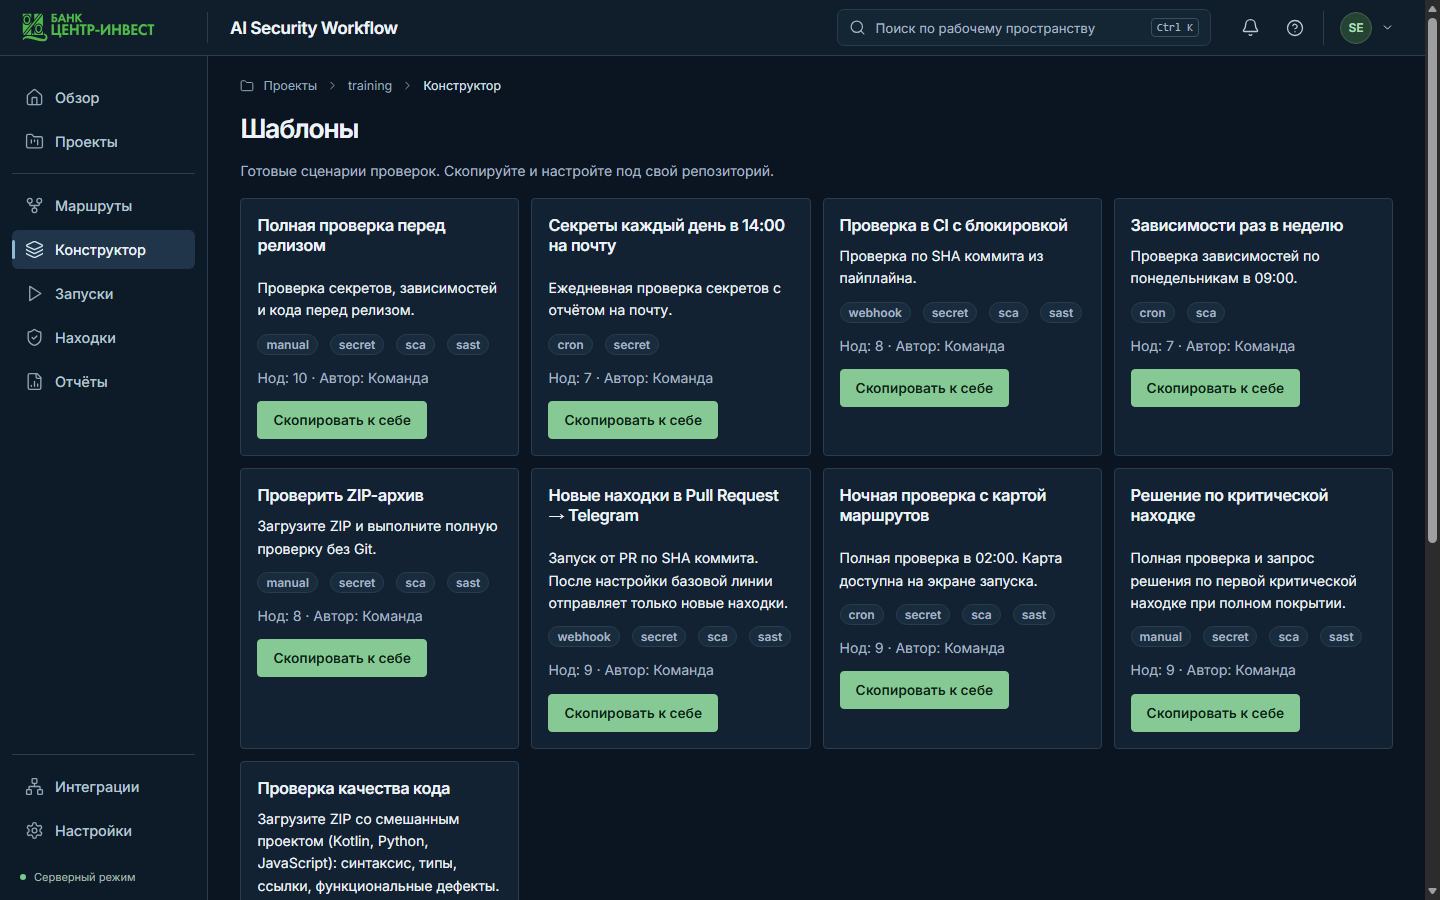 БАНК
ЦЕНТР-ИНВЕСТ
AI Security Workflow
Поиск по рабочему пространству
Ctrl K
SE
Обзор
Проекты
Маршруты
Конструктор
Запуски
Находки
Отчёты
Интеграции
Настройки
Серверный режим
Проекты
training
Конструктор
Шаблоны
Готовые сценарии проверок. Скопируйте и настройте под свой репозиторий.
Полная проверка перед
релизом
Проверка секретов, зависимостей
и кода перед релизом.
manual secret sca sast
Нод: 10 · Автор: Команда
Скопировать к себе
Секреты каждый день в 14:00
на почту
Ежедневная проверка секретов с
отчётом на почту.
cron secret
Нод: 7 · Автор: Команда
Скопировать к себе
Проверка в CI с блокировкой
Проверка по SHA коммита из
пайплайна.
webhook secret sca sast
Нод: 8 · Автор: Команда
Скопировать к себе
Зависимости раз в неделю
Проверка зависимостей по
понедельникам в 09:00.
cron sca
Нод: 7 · Автор: Команда
Скопировать к себе
Проверить ZIP-архив
Загрузите ZIP и выполните полную
проверку без Git.
manual secret sca sast
Нод: 8 · Автор: Команда
Скопировать к себе
Новые находки в Pull Request
→ Telegram
Запуск от PR по SHA коммита.
После настройки базовой линии
отправляет только новые находки.
webhook secret sca sast
Нод: 9 · Автор: Команда
Скопировать к себе
Ночная проверка с картой
маршрутов
Полная проверка в 02:00. Карта
доступна на экране запуска.
cron secret sca sast
Нод: 9 · Автор: Команда
Скопировать к себе
Решение по критической
находке
Полная проверка и запрос
решения по первой критической
находке при полном покрытии.
manual secret sca sast
Нод: 9 · Автор: Команда
Скопировать к себе
Проверка качества кода
Загрузите ZIP со смешанным
проектом (Kotlin, Python,
JavaScript): синтаксис, типы,
ссылки, функциональные дефекты.